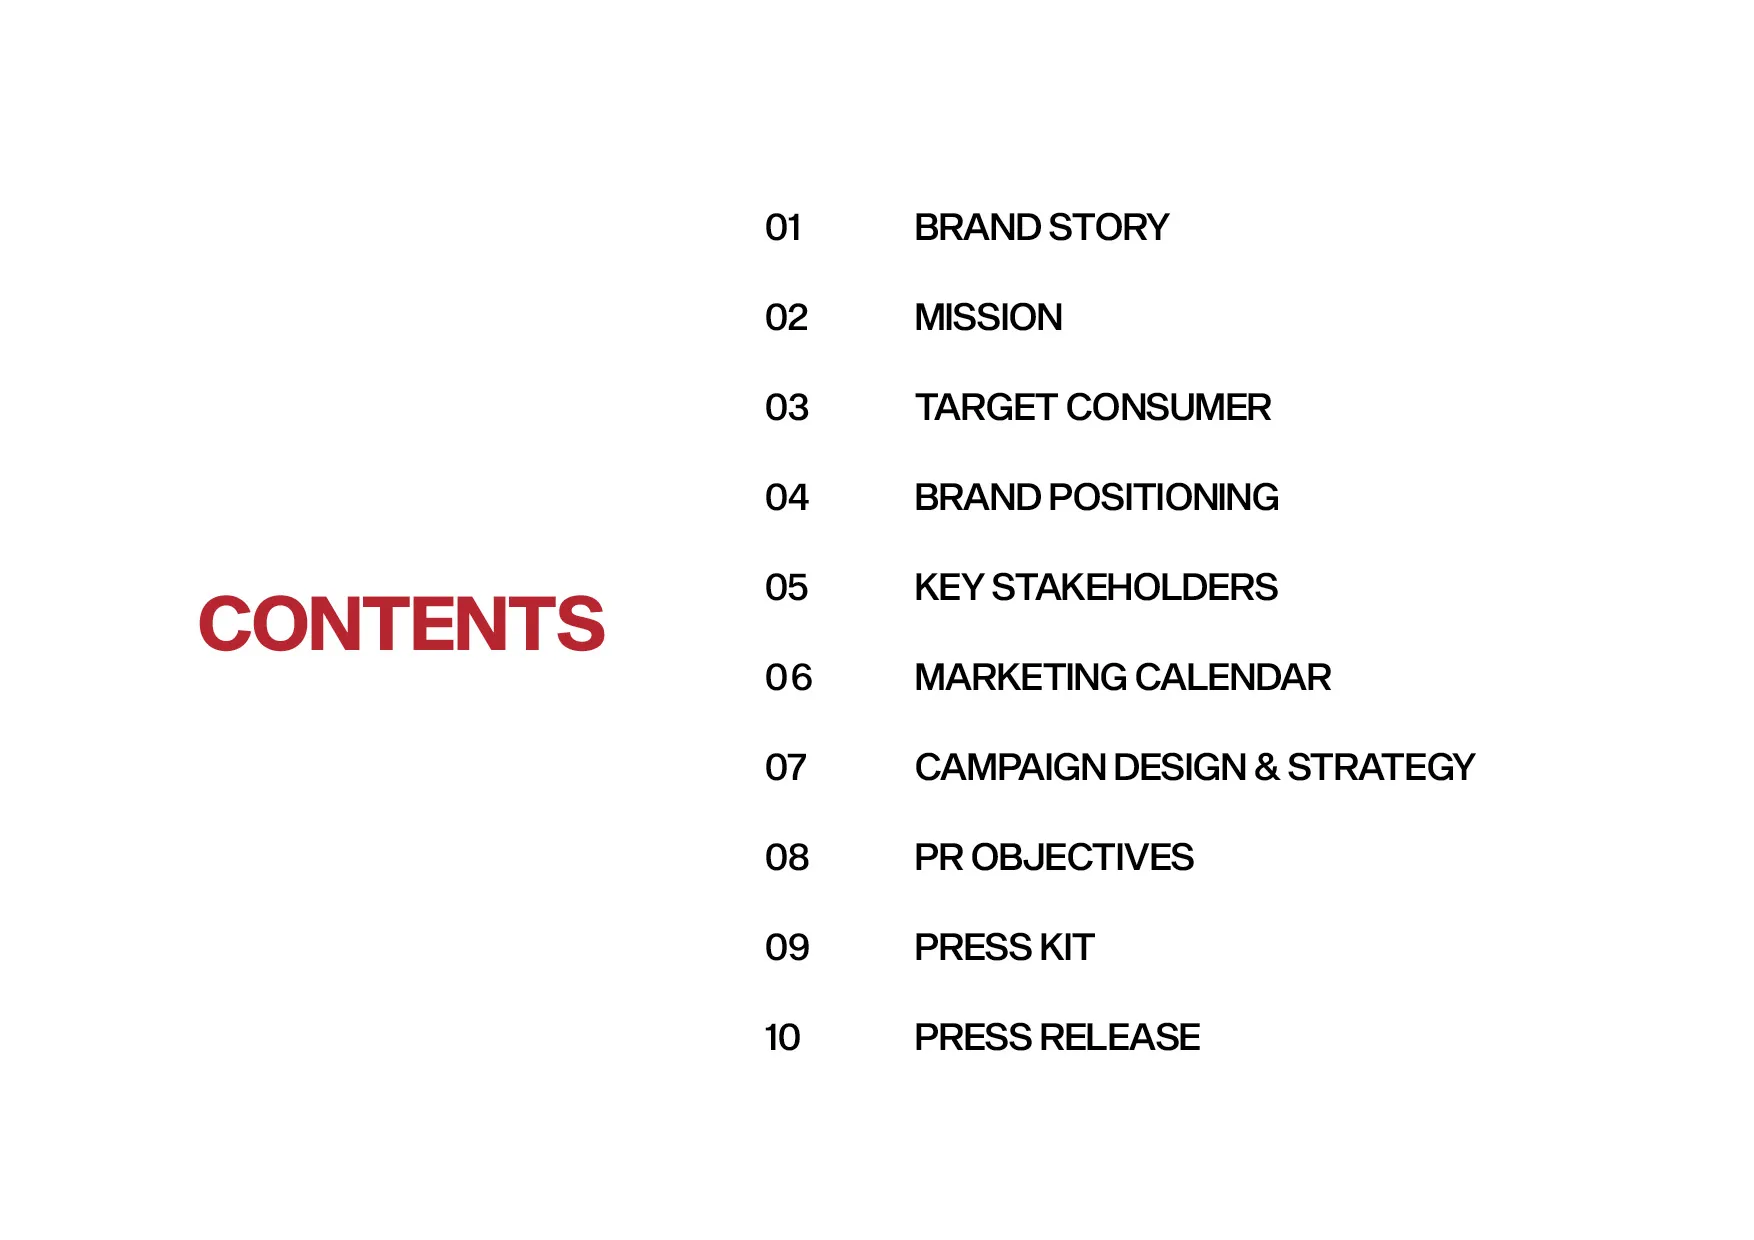 CONTENTS
01 BRAND STORY
02 MISSION
03 TARGET CONSUMER
04 BRAND POSITIONING
05 KEY STAKEHOLDERS
06 MARKETING CALENDAR
07 CAMPAIGN DESIGN & STRATEGY
08 PR OBJECTIVES
09 PRESS KIT
10 PRESS RELEASE